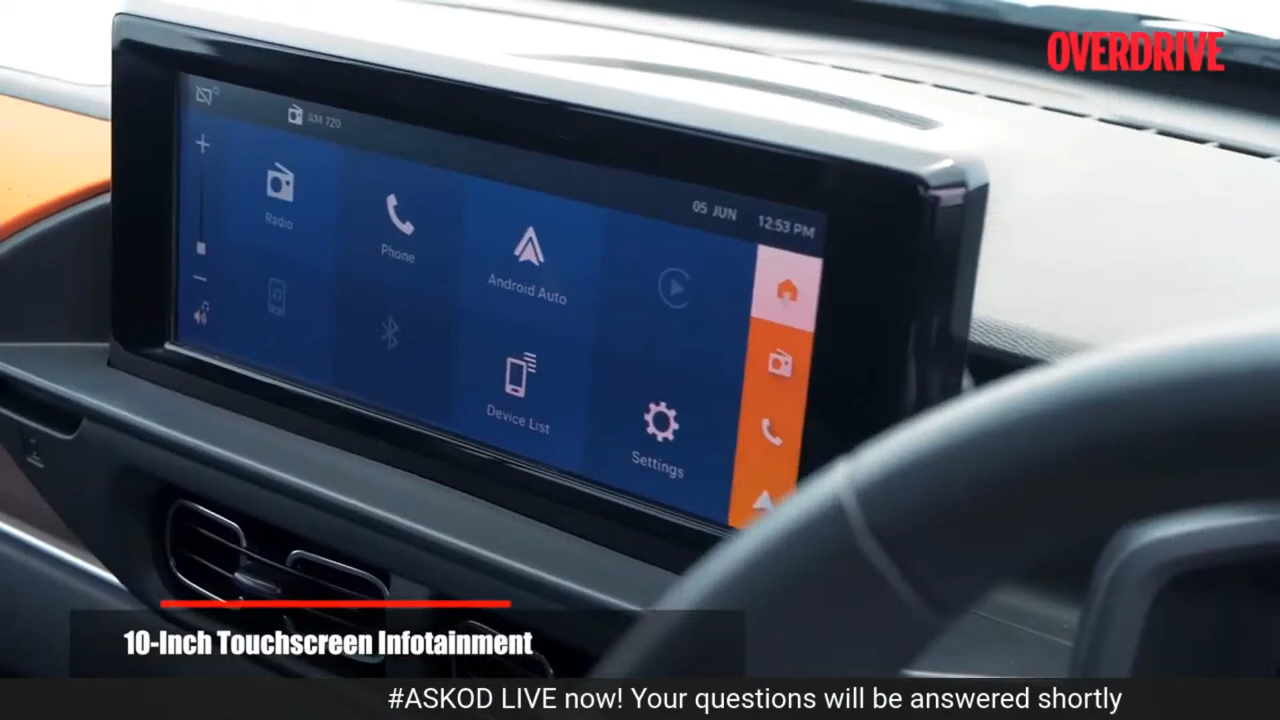 OVERDRIVE
AM 720
05 JUN 12:53 PM
Radio
Phone
Android Auto
Device List
Settings
10-Inch Touchscreen Infotainment
#ASKOD LIVE now! Your questions will be answered shortly